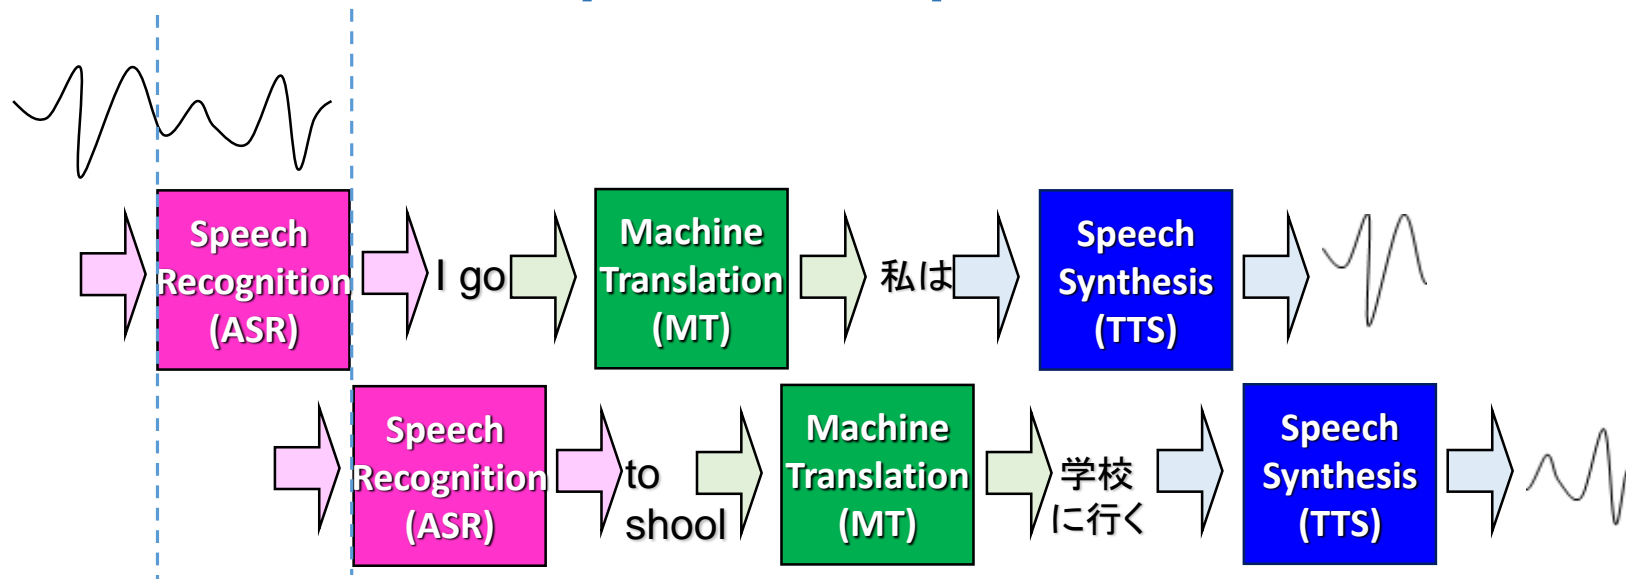 Speech
Recognition
(ASR)
I go
Machine
Translation
(MT)
私は
Speech
Synthesis
(TTS)
Speech
Recognition
(ASR)
to
shool
Machine
Translation
(MT)
学校
に行く
Speech
Synthesis
(TTS)